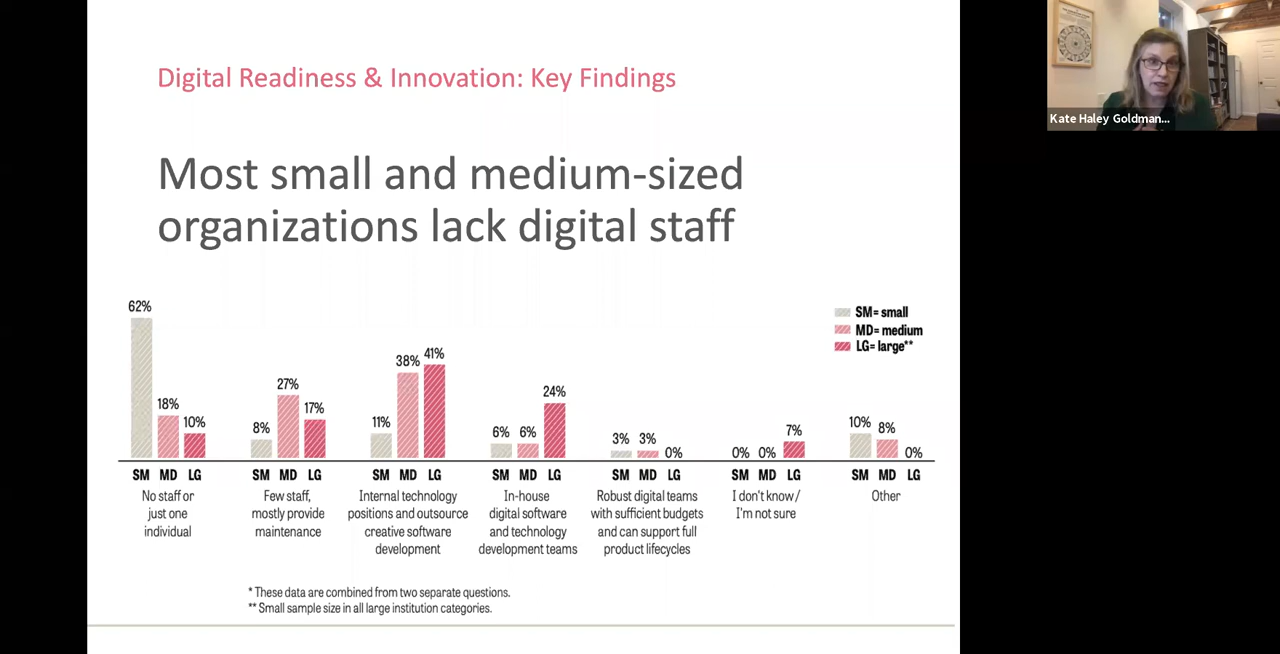 Digital Readiness & Innovation: Key Findings
Kate Haley Goldman...
Most small and medium-sized
organizations lack digital staff
SM= small
MD= medium
LG= large**
62%
18%
10%
8%
27%
17%
11%
38%
41%
6%
6%
24%
3%
3%
0%
0%
0%
7%
10%
8%
0%
SM MD LG
SM MD LG
SM MD LG
SM MD LG
SM MD LG
SM MD LG
SM MD LG
No staff or
just one
individual
Few staff,
mostly provide
maintenance
Internal technology
positions and outsource
creative software
development
In-house
digital software
and technology
development teams
Robust digital teams
with sufficient budgets
and can support full
product lifecycles
I don't know /
I'm not sure
Other
* These data are combined from two separate questions.
** Small sample size in all large institution categories.